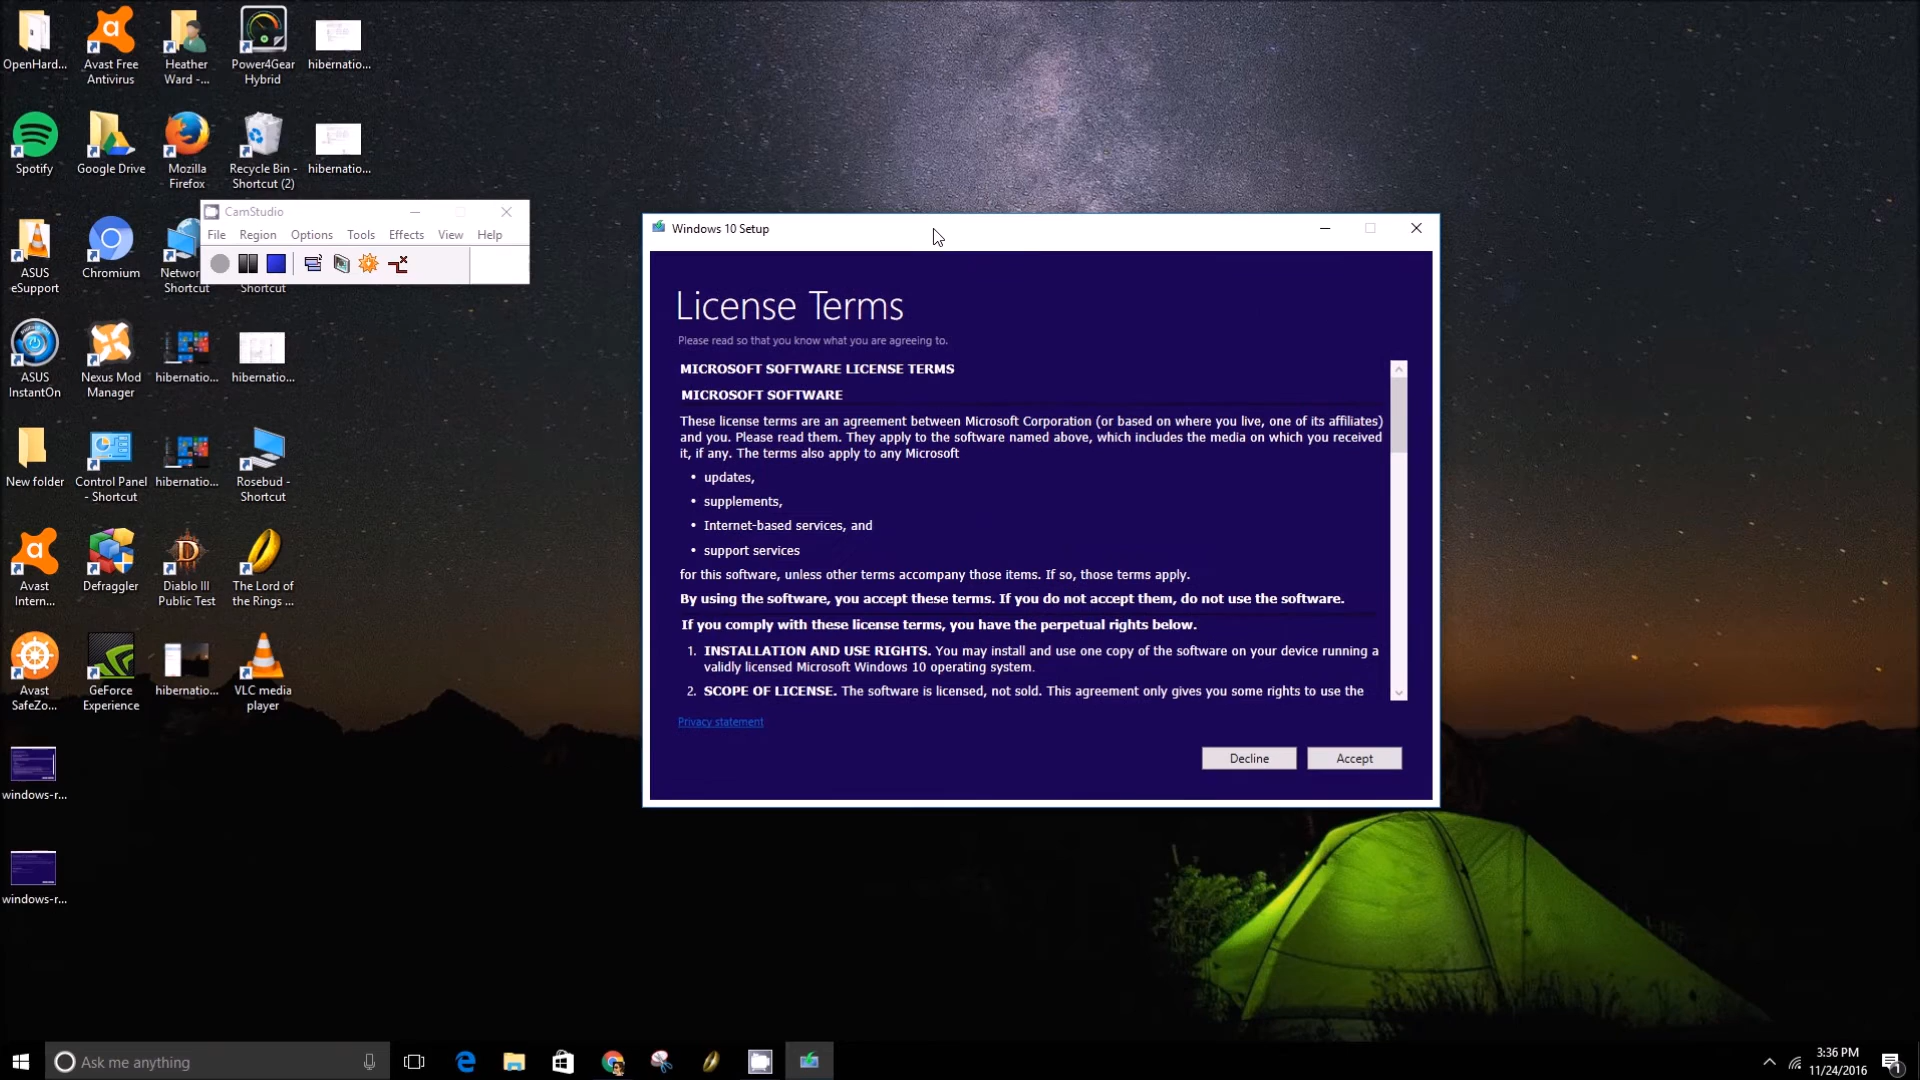 OpenHard...
Avast Free
Antivirus
Heather
Ward -...
Power4Gear
Hybrid
hibernatio...
Spotify
Google Drive
Mozilla
Firefox
Recycle Bin -
Shortcut (2)
hibernatio...
ASUS
eSupport
Chromium
Netwo
Shortcut
Shortcut
CamStudio
File
Region
Options
Tools
Effects
View
Help
ASUS
InstantOn
Nexus Mod
Manager
hibernatio...
hibernatio...
New folder
Control Panel
- Shortcut
hibernatio...
Rosebud -
Shortcut
Avast
Intern...
Defraggler
Diablo III
Public Test
The Lord of
the Rings ...
Avast
SafeZo...
GeForce
Experience
hibernatio...
VLC media
player
windows-r...
windows-r...
Windows 10 Setup
License Terms
Please read so that you know what you are agreeing to.
MICROSOFT SOFTWARE LICENSE TERMS
MICROSOFT SOFTWARE
These license terms are an agreement between Microsoft Corporation (or based on where you live, one of its affiliates)
and you. Please read them. They apply to the software named above, which includes the media on which you received
it, if any. The terms also apply to any Microsoft
• updates,
• supplements,
• Internet-based services, and
• support services
for this software, unless other terms accompany those items. If so, those terms apply.
By using the software, you accept these terms. If you do not accept them, do not use the software.
If you comply with these license terms, you have the perpetual rights below.
1. INSTALLATION AND USE RIGHTS. You may install and use one copy of the software on your device running a
validly licensed Microsoft Windows 10 operating system.
2. SCOPE OF LICENSE. The software is licensed, not sold. This agreement only gives you some rights to use the
Privacy statement
Decline
Accept
Ask me anything
3:36 PM
11/24/2016
1